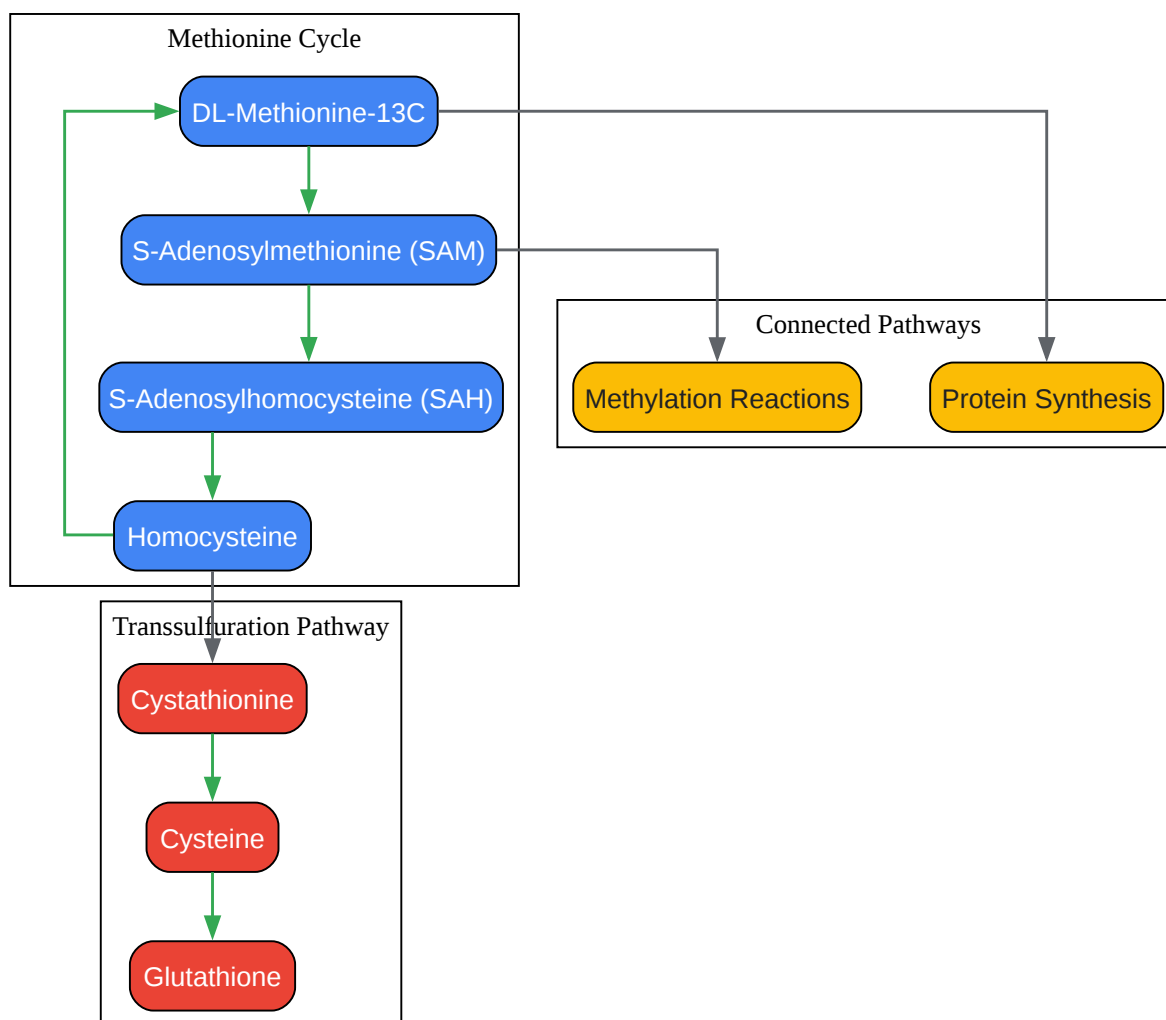 Methionine Cycle
DL-Methionine-13C
S-Adenosylmethionine (SAM)
S-Adenosylhomocysteine (SAH)
Homocysteine
Connected Pathways
Methylation Reactions
Protein Synthesis
Transsulfuration Pathway
Cystathionine
Cysteine
Glutathione